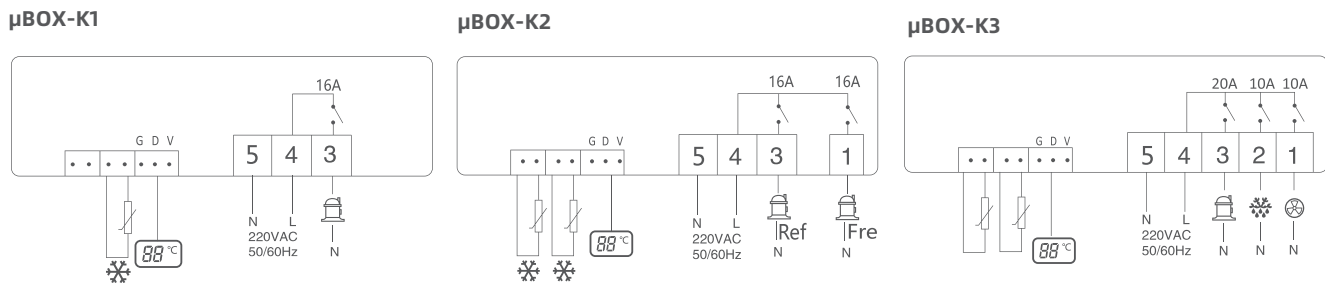 µBOX-K1
16A
G D V
5 4 3
N L
220VAC
50/60Hz
N
88 °C
µBOX-K2
16A 16A
G D V
5 4 3 1
N L
220VAC
50/60Hz
Ref
N
Fre
N
88 °C
µBOX-K3
20A 10A 10A
G D V
5 4 3 2 1
N L
220VAC
50/60Hz
N N N
88 °C